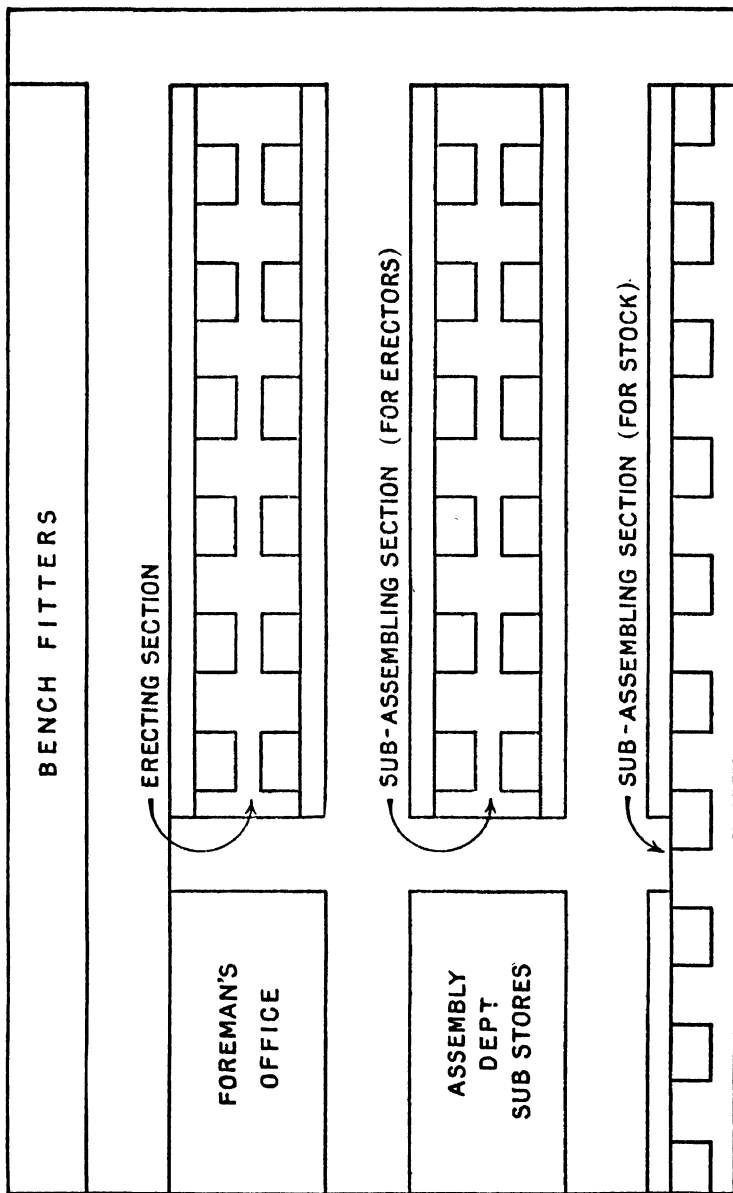 BENCH FITTERS
ERECTING SECTION
SUB-ASSEMBLING SECTION (FOR ERECTORS)
SUB-ASSEMBLING SECTION (FOR STOCK)
FOREMAN'S
OFFICE
ASSEMBLY
DEPT
SUB STORES